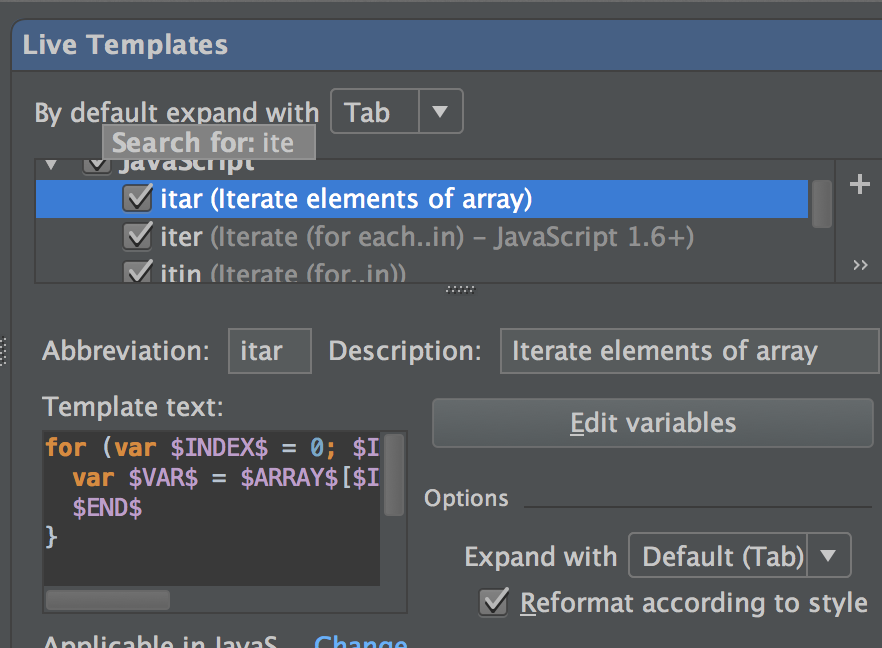 Live Templates
By default expand with Tab
Search for: ite
JavaScript
itar (Iterate elements of array)
iter (Iterate (for each..in) – JavaScript 1.6+)
itin (Iterate (for..in))
Abbreviation: itar Description: Iterate elements of array
Template text:
Edit variables
for (var $INDEX$ = 0; $I
var $VAR$ = $ARRAY$[$I
$END$
}
Options
Expand with Default (Tab)
Reformat according to style
Applicable in JavaS... Change